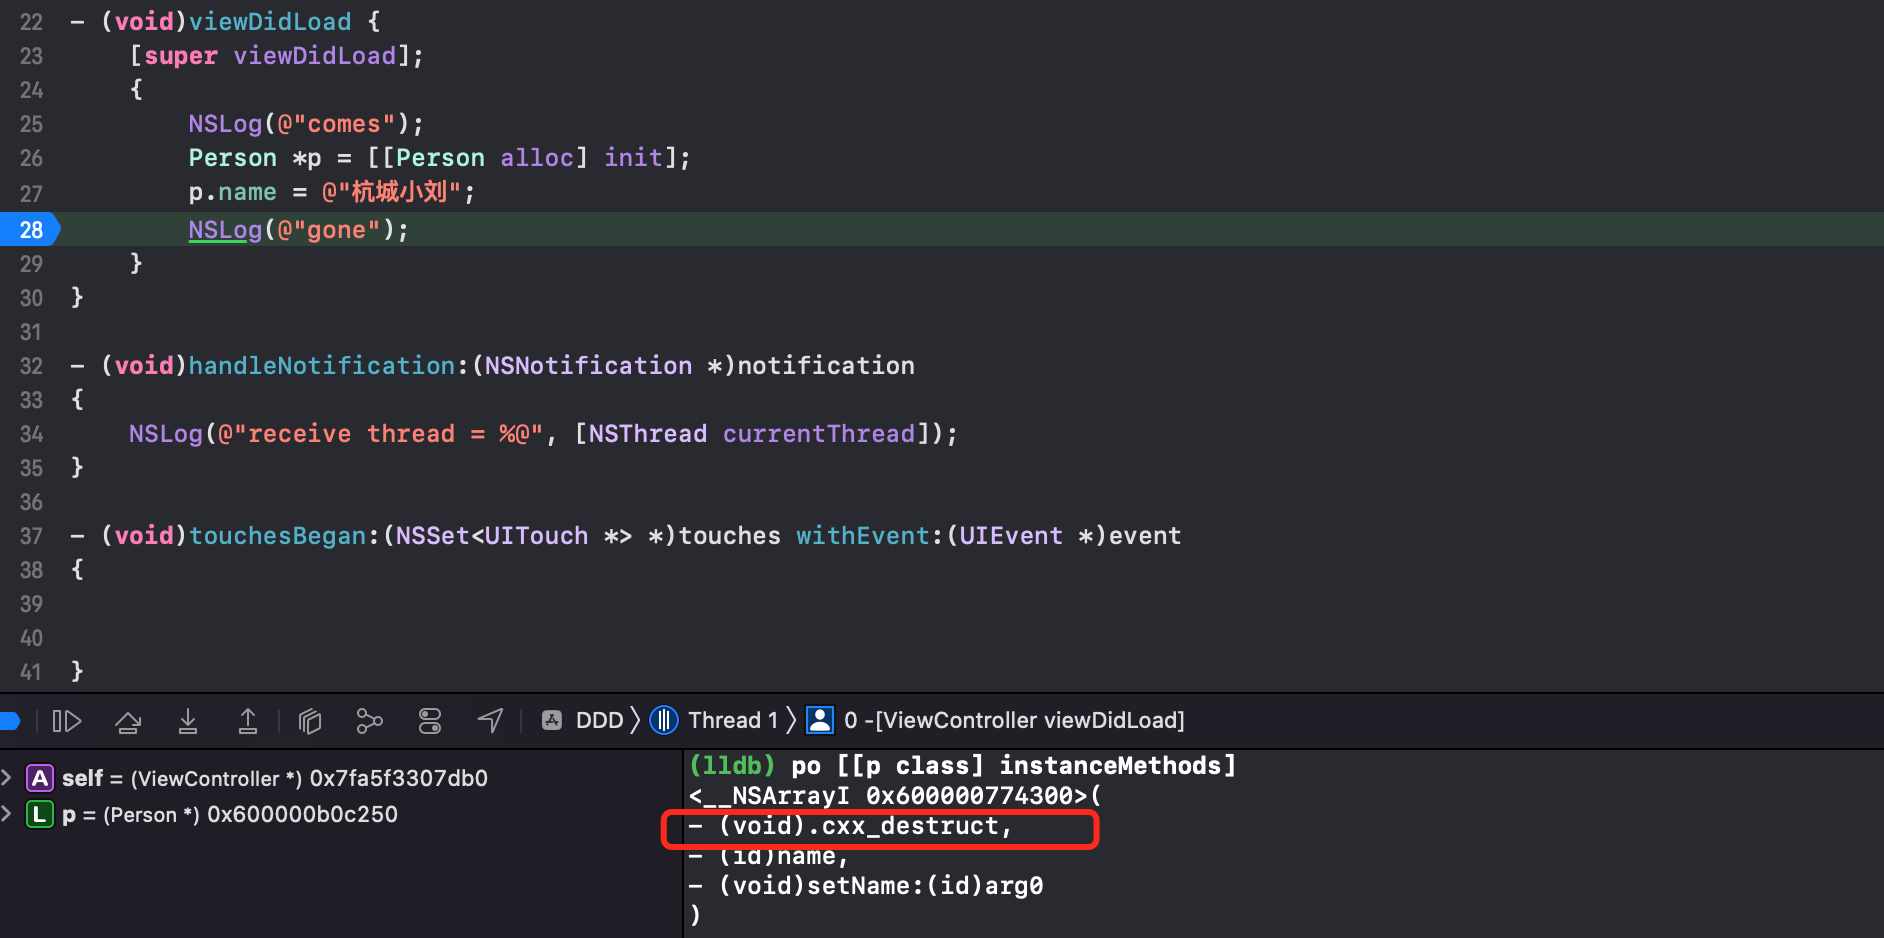 22 - (void)viewDidLoad {
23 [super viewDidLoad];
24 {
25 NSLog(@"comes");
26 Person *p = [[Person alloc] init];
27 p.name = @"杭城小刘";
28 NSLog(@"gone");
29 }
30 }
31
32 - (void)handleNotification:(NSNotification *)notification
33 {
34 NSLog(@"receive thread = %@", [NSThread currentThread]);
35 }
36
37 - (void)touchesBegan:(NSSet<UITouch *> *)touches withEvent:(UIEvent *)event
38 {
39
40
41 }
DDD 〉 Thread 1 〉 0 -[ViewController viewDidLoad]
A self = (ViewController *) 0x7fa5f3307db0
L p = (Person *) 0x600000b0c250
(lldb) po [[p class] instanceMethods]
<__NSArrayI 0x600000774300>(
- (void).cxx_destruct,
- (id)name,
- (void)setName:(id)arg0
)